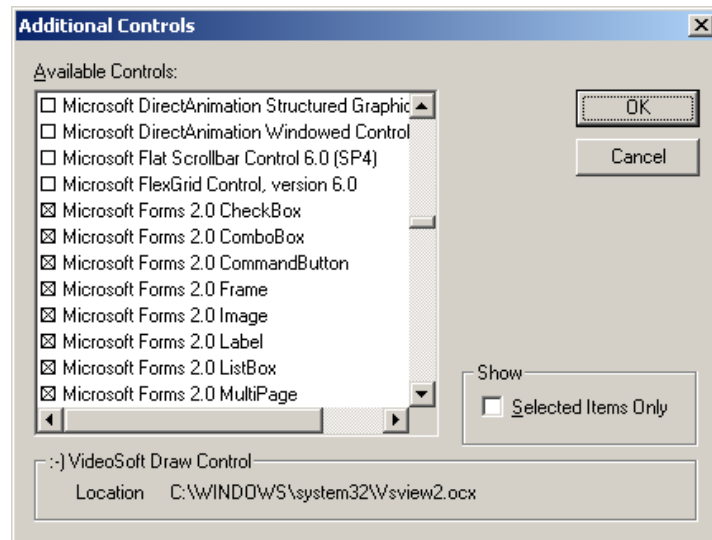 Additional Controls
Available Controls:
Microsoft DirectAnimation Structured Graphic
Microsoft DirectAnimation Windowed Control
Microsoft Flat Scrollbar Control 6.0 (SP4)
Microsoft FlexGrid Control, version 6.0
Microsoft Forms 2.0 CheckBox
Microsoft Forms 2.0 ComboBox
Microsoft Forms 2.0 CommandButton
Microsoft Forms 2.0 Frame
Microsoft Forms 2.0 Image
Microsoft Forms 2.0 Label
Microsoft Forms 2.0 ListBox
Microsoft Forms 2.0 MultiPage
OK
Cancel
Show
Selected Items Only
:-) VideoSoft Draw Control
Location C:\WINDOWS\system32\Vsview2.ocx